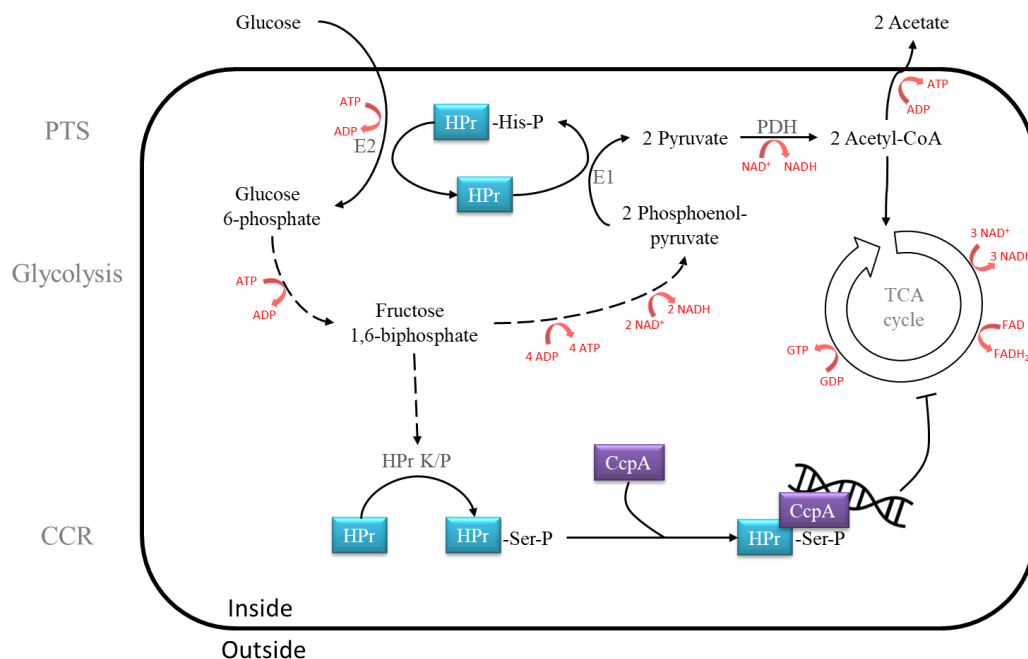 Glucose
2 Acetate
ATP
ADP
PTS
ATP
ADP
E2
HPr
-His-P
HPr
E1
2 Pyruvate
PDH
NAD⁺
NADH
2 Acetyl-CoA
Glucose
6-phosphate
2 Phosphoenol-
pyruvate
Glycolysis
ATP
ADP
Fructose
1,6-biphosphate
4 ADP
4 ATP
2 NAD⁺
2 NADH
3 NAD⁺
3 NADH
TCA
cycle
FAD
FADH₂
GTP
GDP
HPr K/P
CcpA
CcpA
CCR
HPr
HPr
-Ser-P
HPr
-Ser-P
Inside
Outside